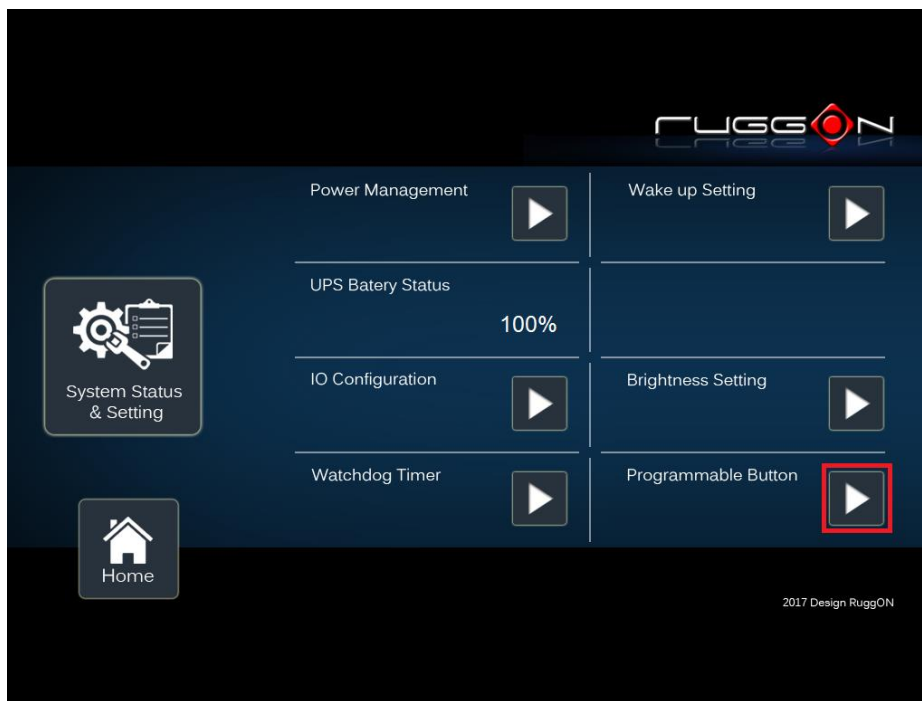 ruggON
Power Management
Wake up Setting
UPS Batery Status
100%
IO Configuration
Brightness Setting
System Status
& Setting
Watchdog Timer
Programmable Button
Home
2017 Design RuggON